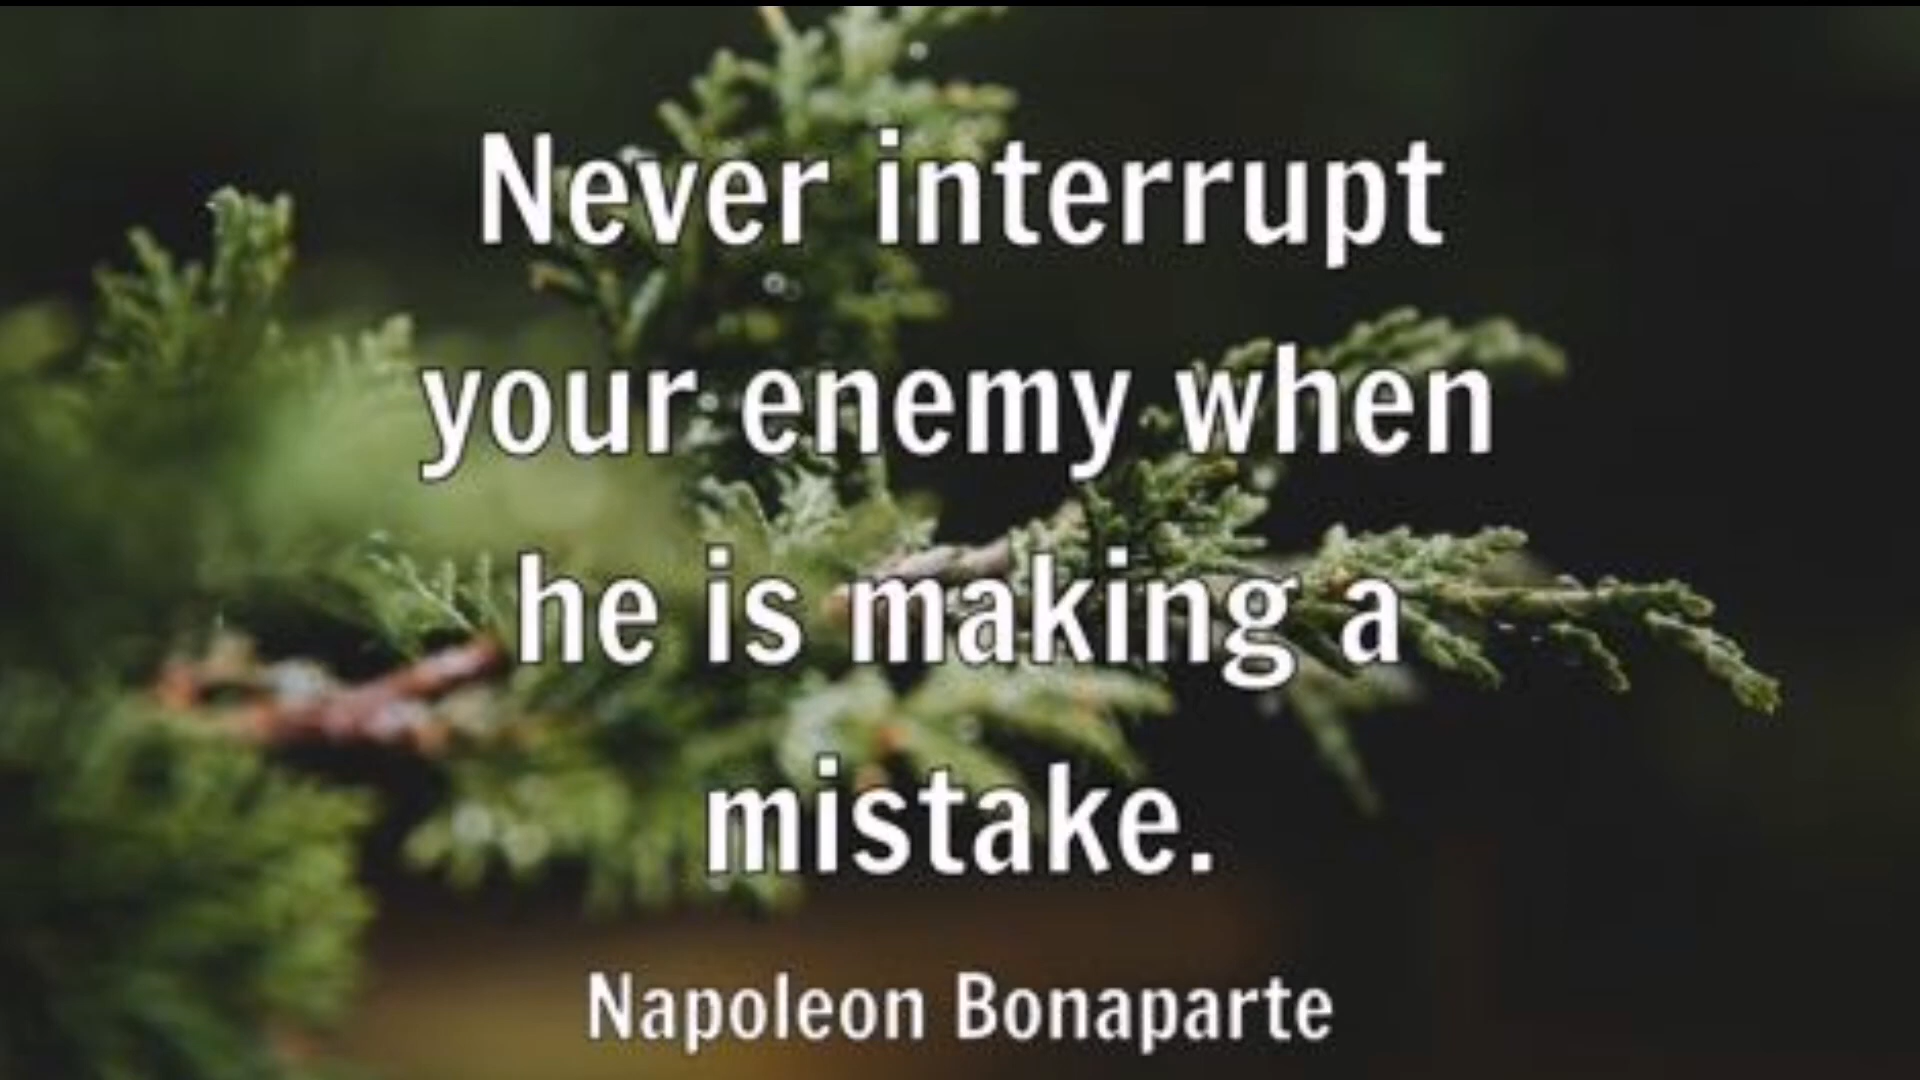 Never interrupt
your enemy when
he is making a
mistake.
Napoleon Bonaparte